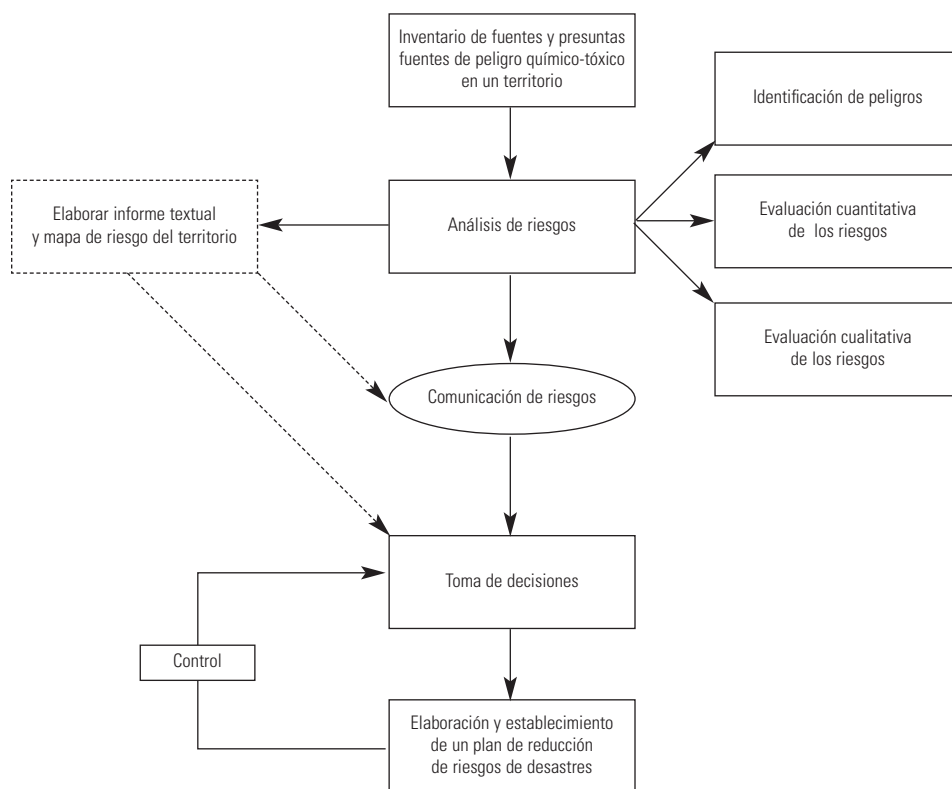 Inventario de fuentes y presuntas
fuentes de peligro químico-tóxico
en un territorio
Identificación de peligros
Elaborar informe textual
y mapa de riesgo del territorio
Análisis de riesgos
Evaluación cuantitativa
de los riesgos
Evaluación cualitativa
de los riesgos
Comunicación de riesgos
Toma de decisiones
Control
Elaboración y establecimiento
de un plan de reducción
de riesgos de desastres